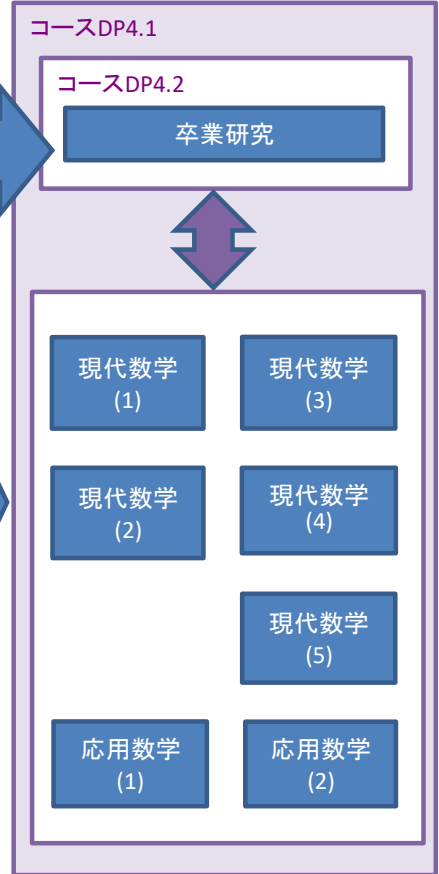 コースDP4.1
コースDP4.2
卒業研究
現代数学
(1)
現代数学
(3)
現代数学
(2)
現代数学
(4)
現代数学
(5)
応用数学
(1)
応用数学
(2)